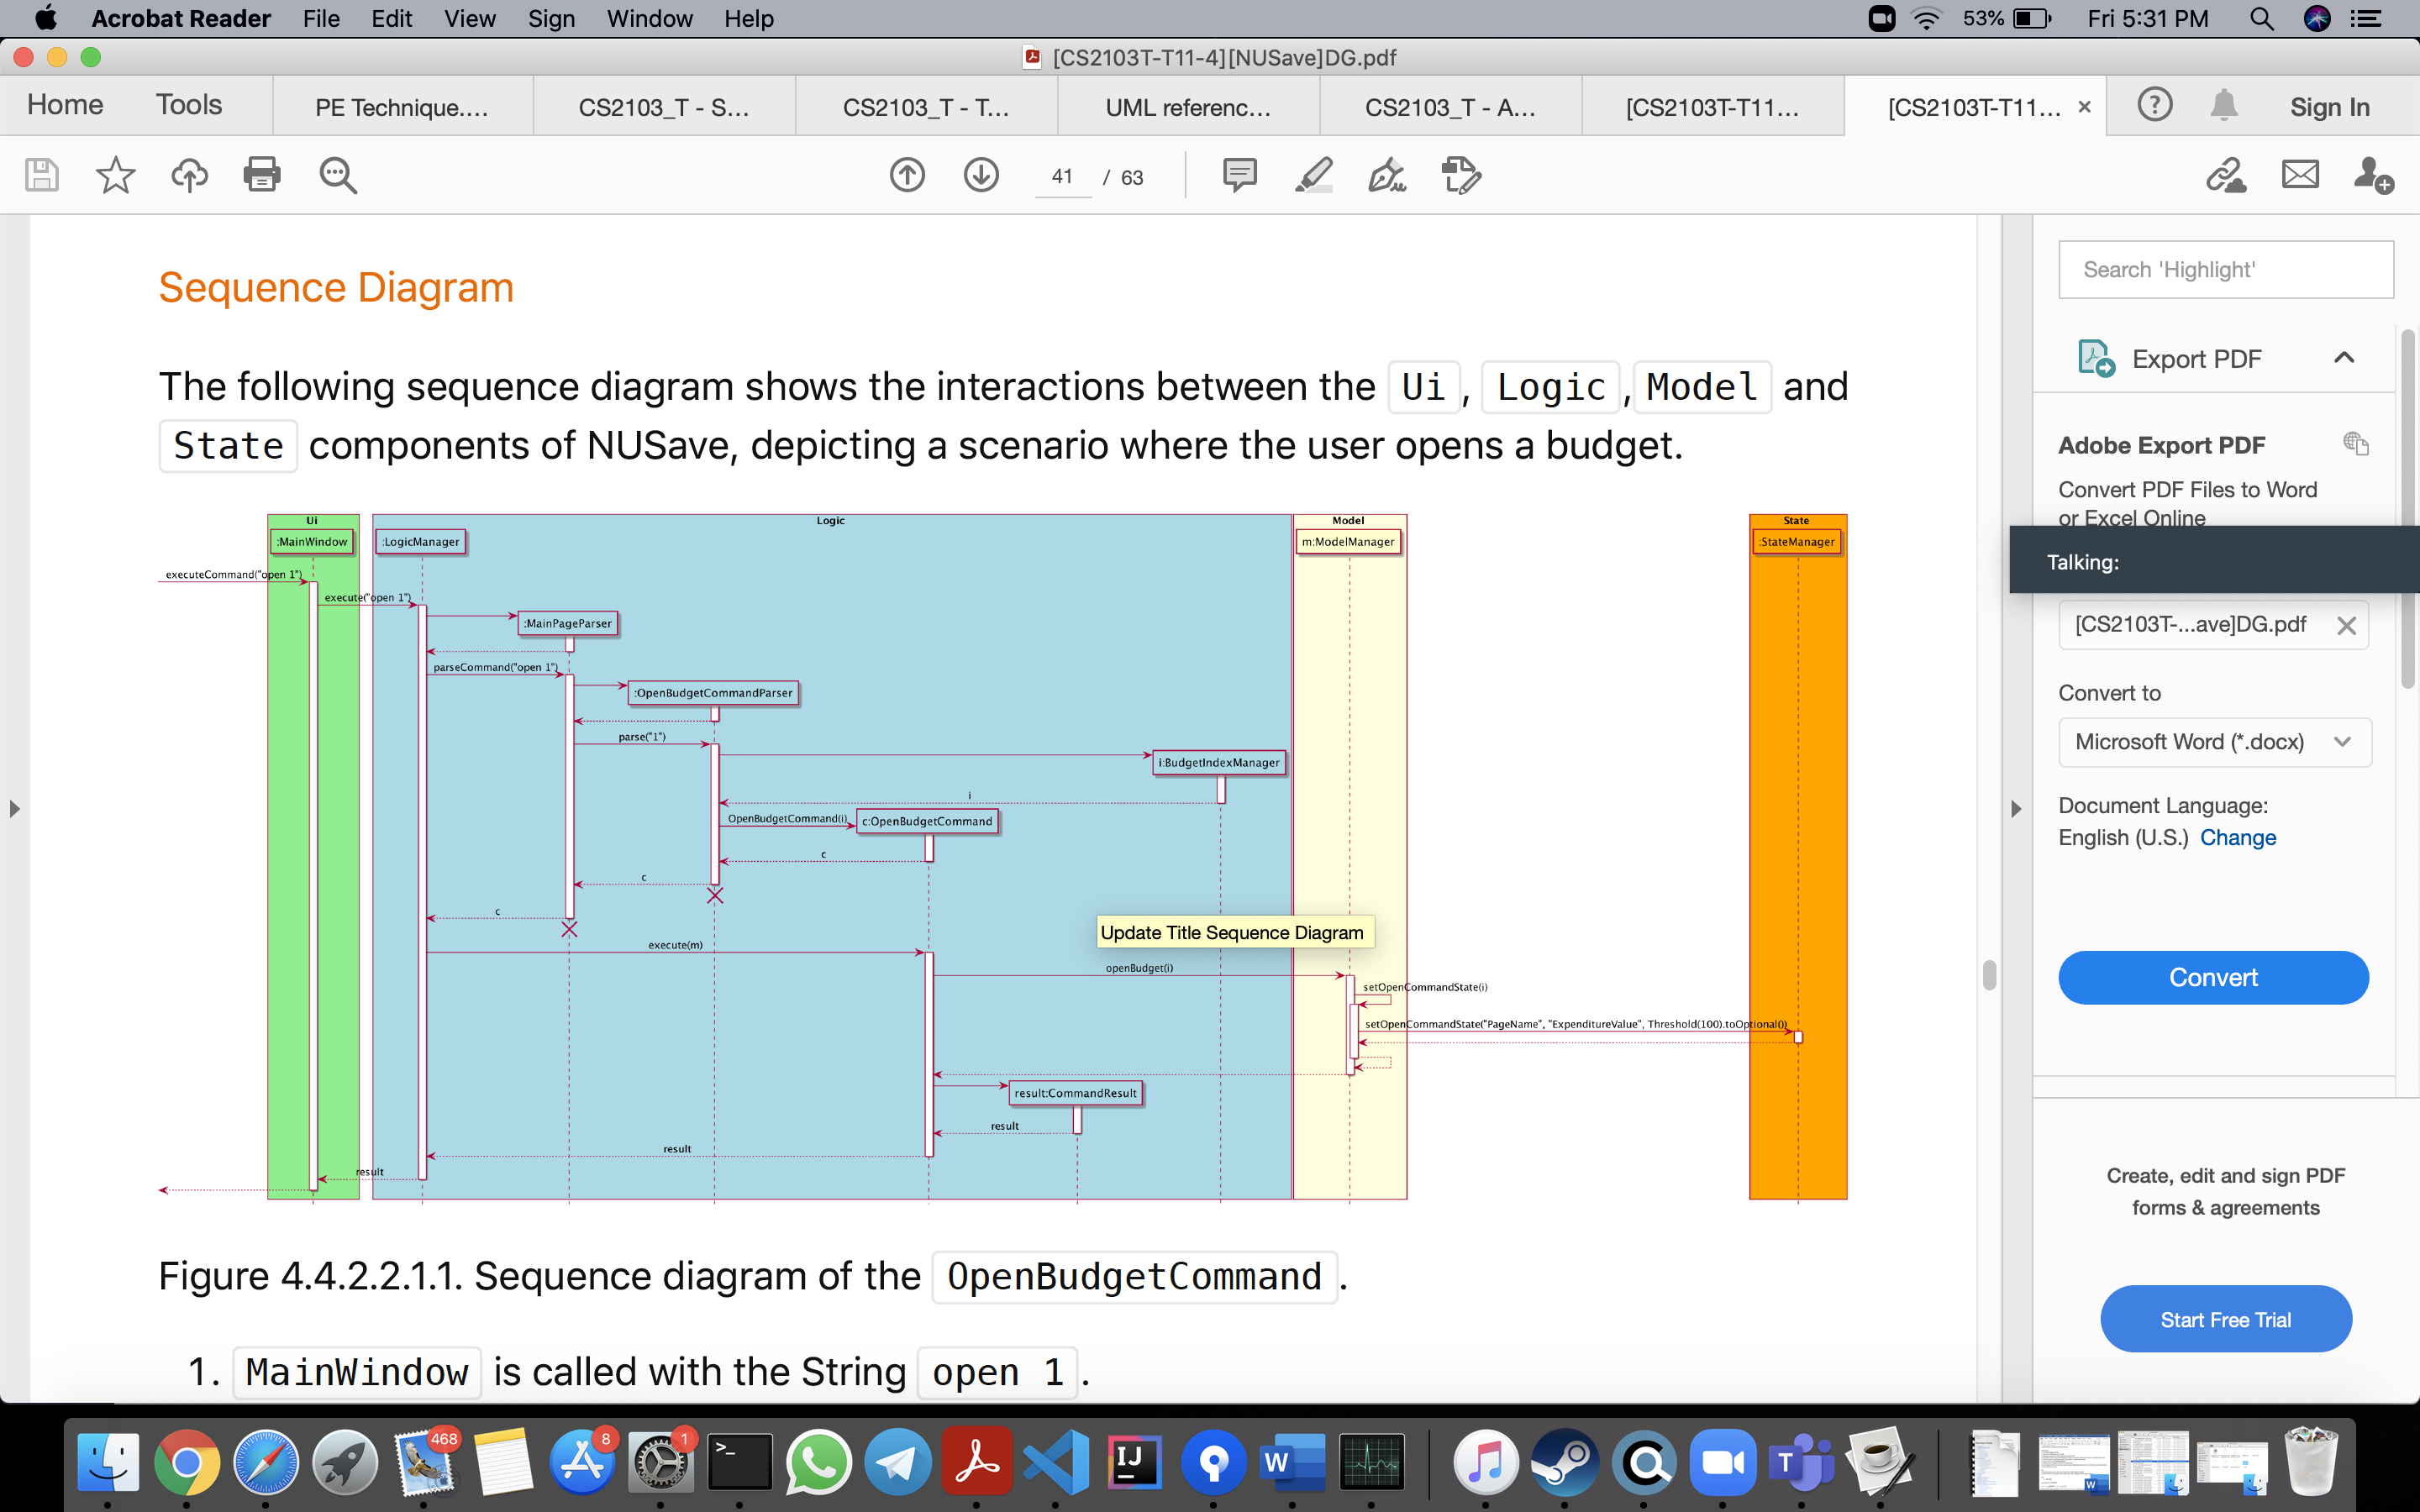 Acrobat Reader File Edit View Sign Window Help 53% Fri 5:31 PM
[CS2103T-T11-4][NUSave]DG.pdf
Home Tools PE Technique.... CS2103_T - S... CS2103_T - T... UML referenc... CS2103_T - A... [CS2103T-T11... [CS2103T-T11... × Sign In
41 / 63
Sequence Diagram
The following sequence diagram shows the interactions between the Ui, Logic, Model and
State components of NUSave, depicting a scenario where the user opens a budget.
Ui Logic Model State
:MainWindow :LogicManager m:ModelManager :StateManager
executeCommand("open 1")
execute("open 1")
:MainPageParser
parseCommand("open 1")
:OpenBudgetCommandParser
parse("1")
i:BudgetIndexManager
i
OpenBudgetCommand(i) c:OpenBudgetCommand
c
c
c
Update Title Sequence Diagram
execute(m)
openBudget(i)
setOpenCommandState(i)
setOpenCommandState("PageName", "ExpenditureValue", Threshold(100).toOptional())
result:CommandResult
result
result
result
Figure 4.4.2.2.1.1. Sequence diagram of the OpenBudgetCommand.
1. MainWindow is called with the String open 1.
Search 'Highlight'
Export PDF
Adobe Export PDF
Convert PDF Files to Word
or Excel Online
Talking:
[CS2103T-...ave]DG.pdf
Convert to
Microsoft Word (*.docx)
Document Language:
English (U.S.) Change
Convert
Create, edit and sign PDF
forms & agreements
Start Free Trial
468 8 1